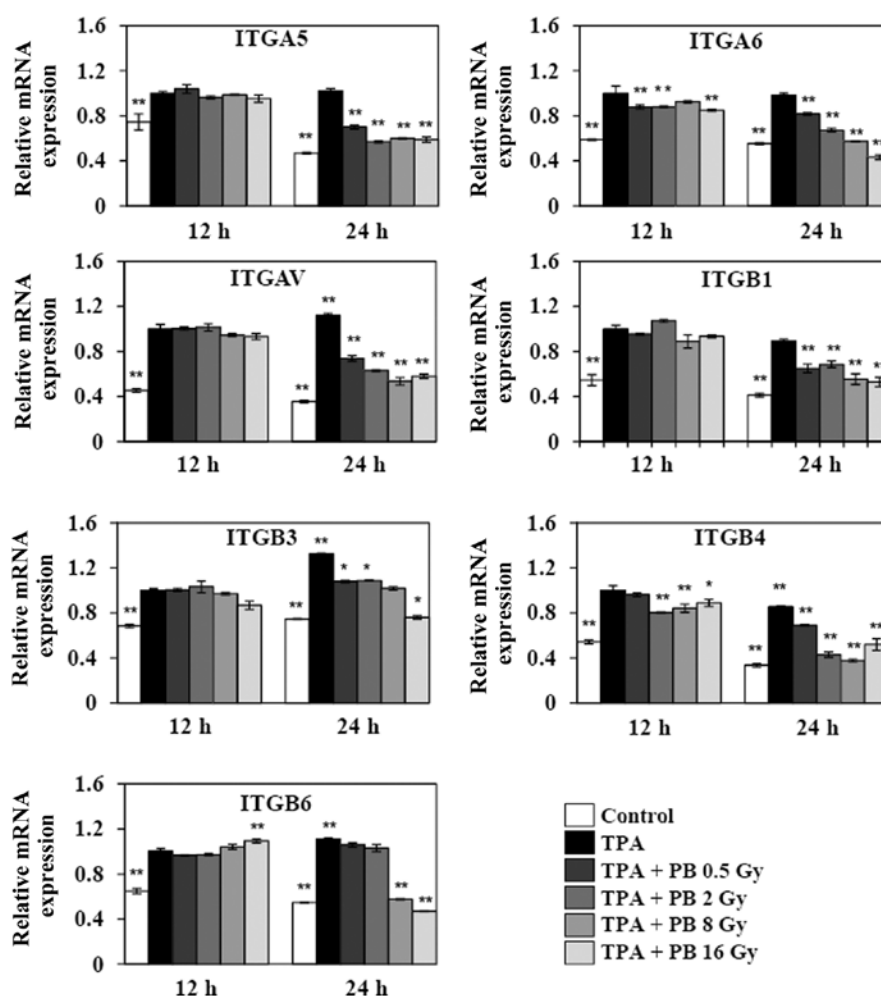 ITGA5
Relative mRNA
expression
1.6
1.2
0.8
0.4
0
**
**
**
**
**
**
12 h
24 h
ITGA6
Relative mRNA
expression
1.6
1.2
0.8
0.4
0
**
**
**
**
**
**
**
**
**
12 h
24 h
ITGAV
Relative mRNA
expression
1.6
1.2
0.8
0.4
0
**
**
**
**
**
**
**
12 h
24 h
ITGB1
Relative mRNA
expression
1.6
1.2
0.8
0.4
0
**
**
**
**
**
**
12 h
24 h
ITGB3
Relative mRNA
expression
1.6
1.2
0.8
0.4
0
**
**
**
*
*
*
12 h
24 h
ITGB4
Relative mRNA
expression
1.6
1.2
0.8
0.4
0
**
**
**
*
**
**
**
**
**
**
12 h
24 h
ITGB6
Relative mRNA
expression
1.6
1.2
0.8
0.4
0
**
**
**
**
**
**
12 h
24 h
Control
TPA
TPA + PB 0.5 Gy
TPA + PB 2 Gy
TPA + PB 8 Gy
TPA + PB 16 Gy